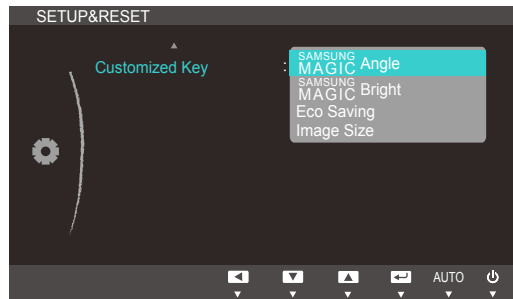 SETUP&RESET
Customized Key : SAMSUNG MAGIC Angle
SAMSUNG MAGIC Bright
Eco Saving
Image Size
AUTO